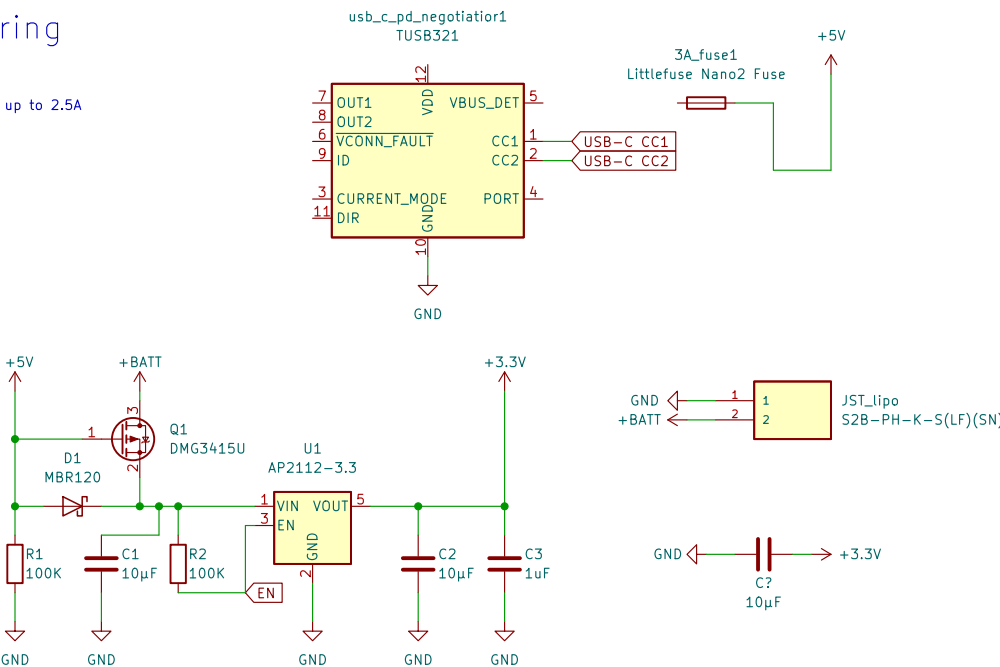 ring
up to 2.5A
usb_c_pd_negotiatior1
TUSB321
12
VDD
7 OUT1
8 OUT2
6 VCONN_FAULT
9 ID
3 CURRENT_MODE
11 DIR
VBUS_DET 5
CC1 1
CC2 2
PORT 4
GND
10
GND
USB-C CC1
USB-C CC2
3A_fuse1
Littlefuse Nano2 Fuse
+5V
+5V
+BATT
3
1
2
Q1
DMG3415U
D1
MBR120
U1
AP2112-3.3
1 VIN
3 EN
VOUT 5
GND
2
+3.3V
R1
100K
C1
10µF
R2
100K
EN
C2
10µF
C3
1uF
GND
GND
GND
GND
GND
GND 1 1
+BATT 2 2
JST_lipo
S2B-PH-K-S(LF)(SN)
GND
+3.3V
C?
10µF